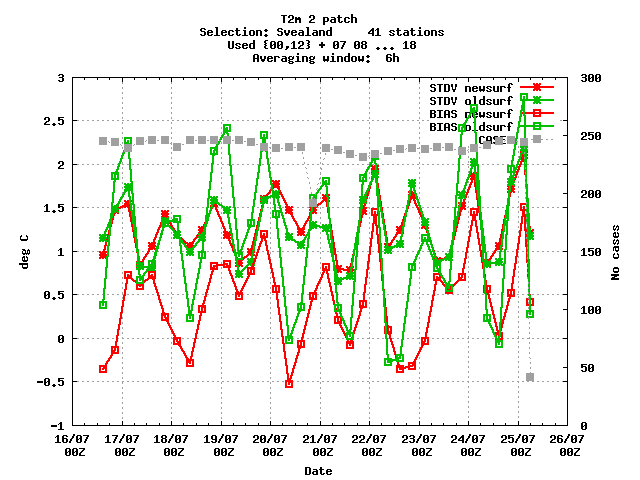 T2m 2 patch
Selection: Svealand 41 stations
Used {00,12} + 07 08 ... 18
Averaging window: 6h
STDV newsurf
STDV oldsurf
BIAS newsurf
BIAS oldsurf
CASES
3
2.5
2
1.5
1
0.5
0
-0.5
-1
deg C
300
250
200
150
100
50
0
No cases
16/07 17/07 18/07 19/07 20/07 21/07 22/07 23/07 24/07 25/07 26/07
00Z 00Z 00Z 00Z 00Z 00Z 00Z 00Z 00Z 00Z 00Z
Date